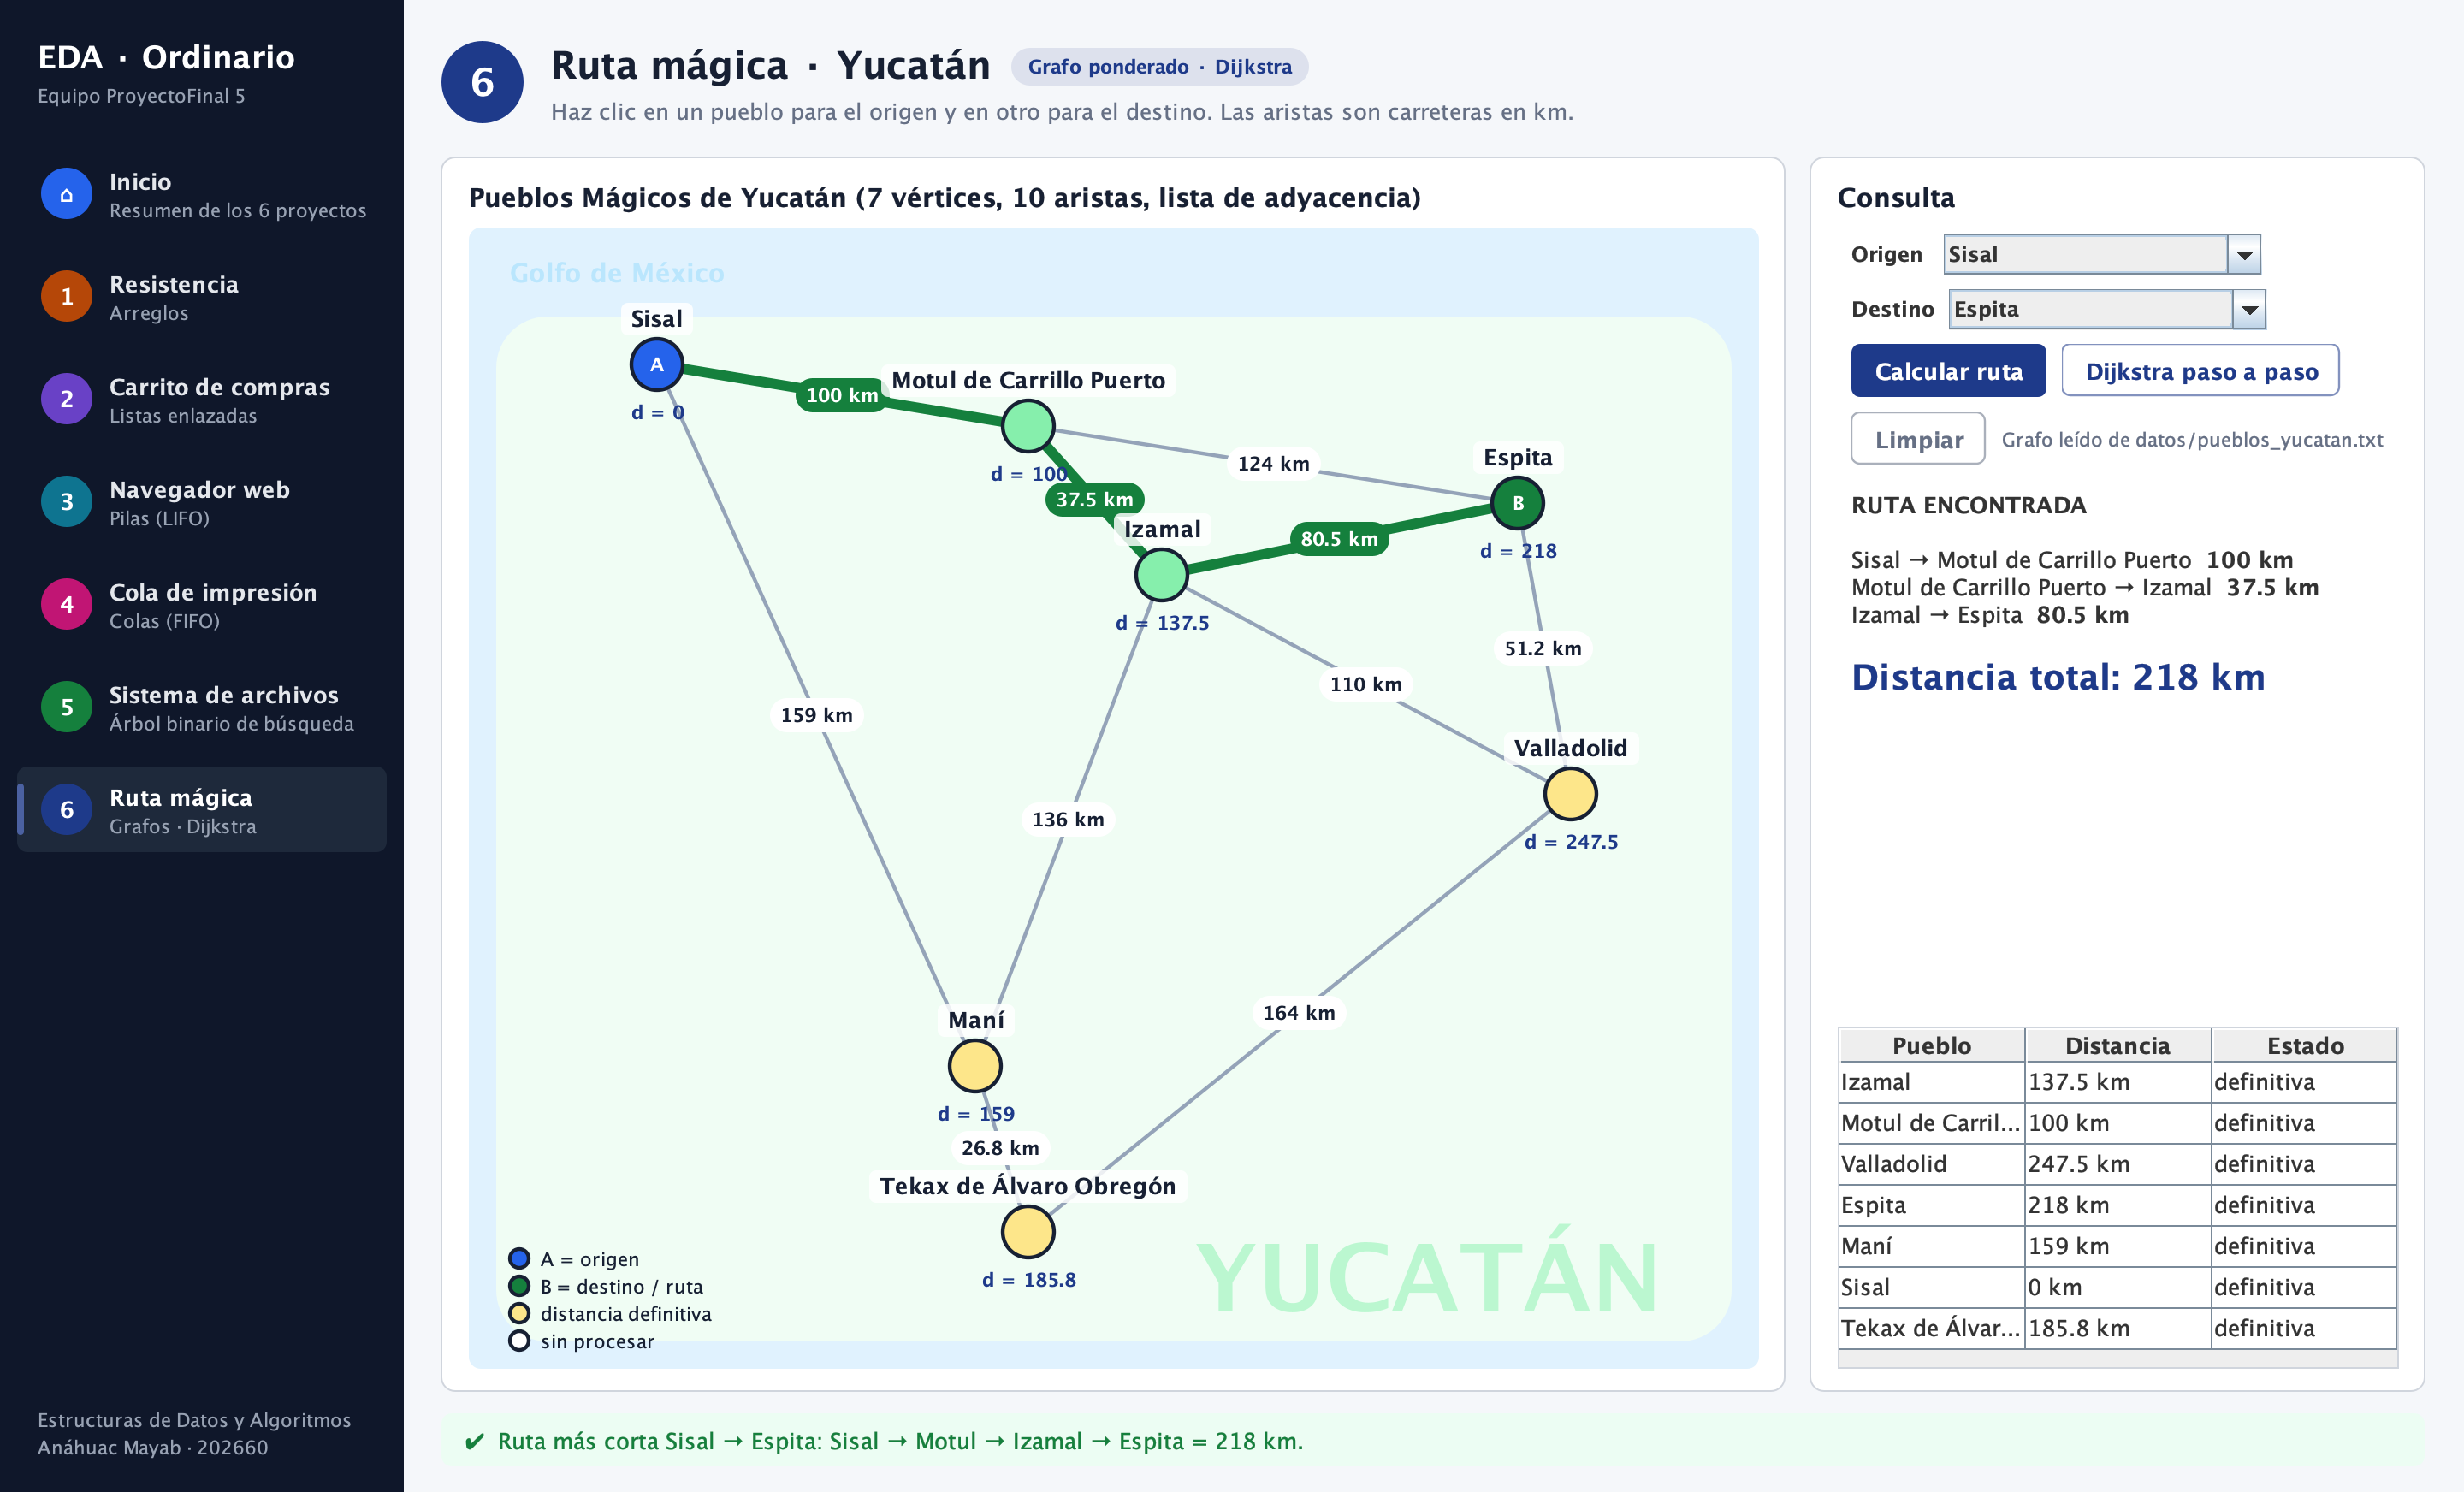 EDA · Ordinario
Equipo ProyectoFinal 5
Inicio
Resumen de los 6 proyectos
1
Resistencia
Arreglos
2
Carrito de compras
Listas enlazadas
3
Navegador web
Pilas (LIFO)
4
Cola de impresión
Colas (FIFO)
5
Sistema de archivos
Árbol binario de búsqueda
6
Ruta mágica
Grafos · Dijkstra
Estructuras de Datos y Algoritmos
Anáhuac Mayab · 202660
6
Ruta mágica · Yucatán
Grafo ponderado · Dijkstra
Haz clic en un pueblo para el origen y en otro para el destino. Las aristas son carreteras en km.
Pueblos Mágicos de Yucatán (7 vértices, 10 aristas, lista de adyacencia)
Golfo de México
Sisal
A
d = 0
100 km
Motul de Carrillo Puerto
d = 100
124 km
37.5 km
Espita
B
d = 218
Izamal
80.5 km
d = 137.5
51.2 km
110 km
159 km
Valladolid
d = 247.5
136 km
164 km
Maní
d = 159
26.8 km
Tekax de Álvaro Obregón
d = 185.8
YUCATÁN
A = origen
B = destino / ruta
distancia definitiva
sin procesar
Consulta
Origen Sisal
Destino Espita
Calcular ruta Dijkstra paso a paso
Limpiar Grafo leído de datos/pueblos_yucatan.txt
RUTA ENCONTRADA
Sisal → Motul de Carrillo Puerto 100 km
Motul de Carrillo Puerto → Izamal 37.5 km
Izamal → Espita 80.5 km
Distancia total: 218 km
Pueblo Distancia Estado
Izamal 137.5 km definitiva
Motul de Carril... 100 km definitiva
Valladolid 247.5 km definitiva
Espita 218 km definitiva
Maní 159 km definitiva
Sisal 0 km definitiva
Tekax de Álvar... 185.8 km definitiva
✔ Ruta más corta Sisal → Espita: Sisal → Motul → Izamal → Espita = 218 km.